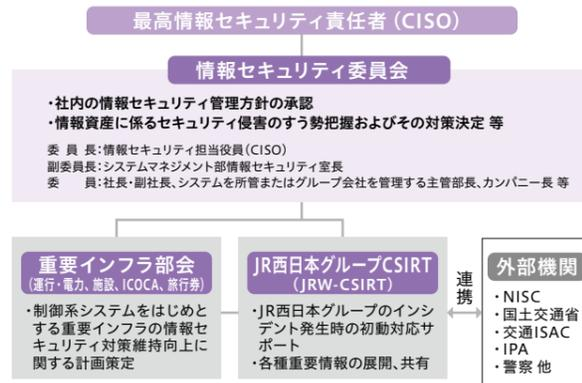 最高情報セキュリティ責任者（CISO）
情報セキュリティ委員会
・社内の情報セキュリティ管理方針の承認
・情報資産に係るセキュリティ侵害のすう勢把握およびその対策決定 等
委員長：情報セキュリティ担当役員（CISO）
副委員長：システムマネジメント部情報セキュリティ室長
委　員：社長・副社長、システムを所管またはグループ会社を管理する主管部長、カンパニー長 等
重要インフラ部会
（運行・電力、施設、ICOCA、旅行券）
・制御系システムをはじめと
する重要インフラの情報セ
キュリティ対策維持向上に
関する計画策定
JR西日本グループCSIRT
（JRW-CSIRT）
・JR西日本グループのインシ
デント発生時の初動対応サ
ポート
・各種重要情報の展開、共有
連携
外部機関
・NISC
・国土交通省
・交通ISAC
・IPA
・警察 他